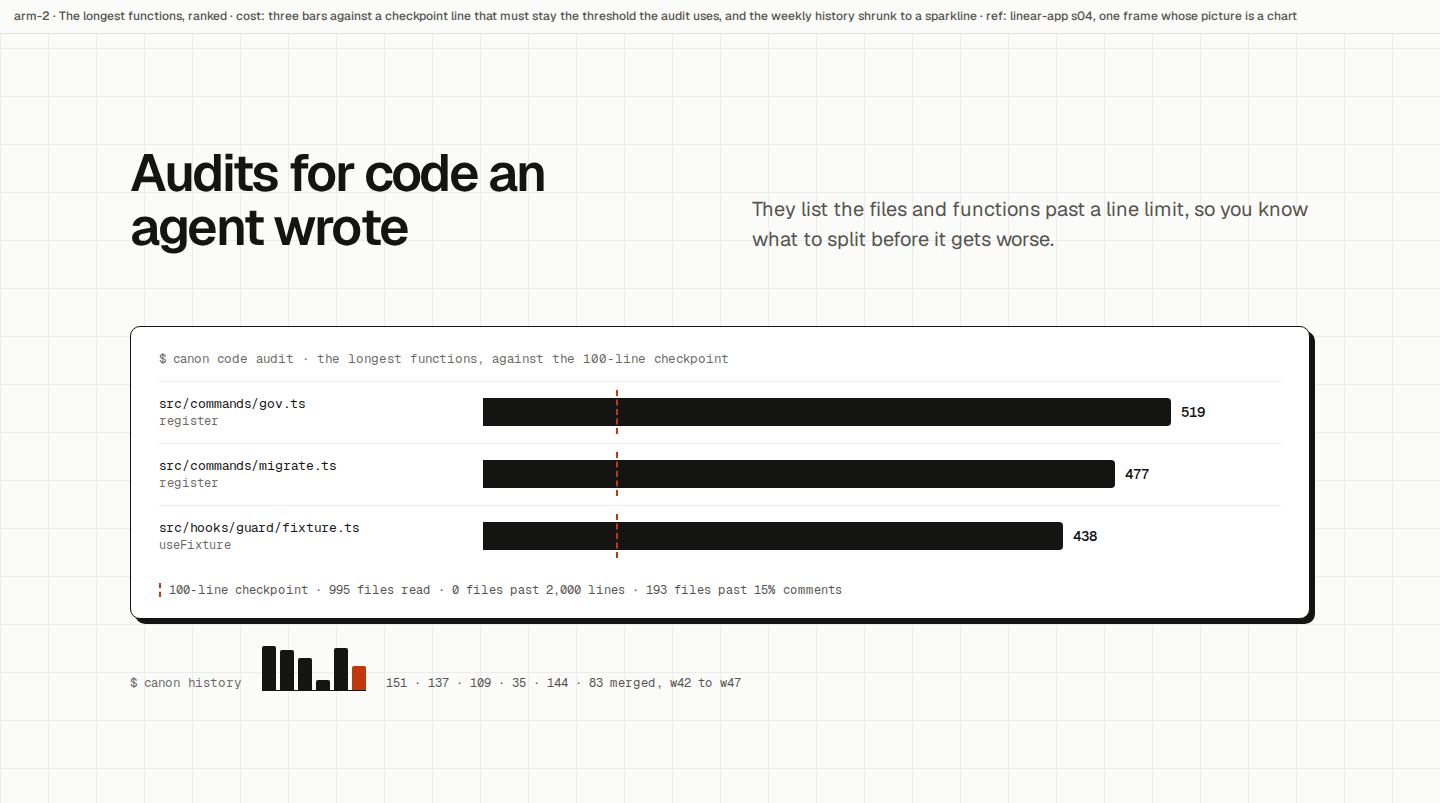 arm-2 · The longest functions, ranked · cost: three bars against a checkpoint line that must stay the threshold the audit uses, and the weekly history shrunk to a sparkline · ref: linear-app s04, one frame whose picture is a chart
Audits for code an
agent wrote
They list the files and functions past a line limit, so you know
what to split before it gets worse.
$ canon code audit · the longest functions, against the 100-line checkpoint
src/commands/gov.ts
register
519
src/commands/migrate.ts
register
477
src/hooks/guard/fixture.ts
useFixture
438
100-line checkpoint · 995 files read · 0 files past 2,000 lines · 193 files past 15% comments
$ canon history
151 · 137 · 109 · 35 · 144 · 83 merged, w42 to w47